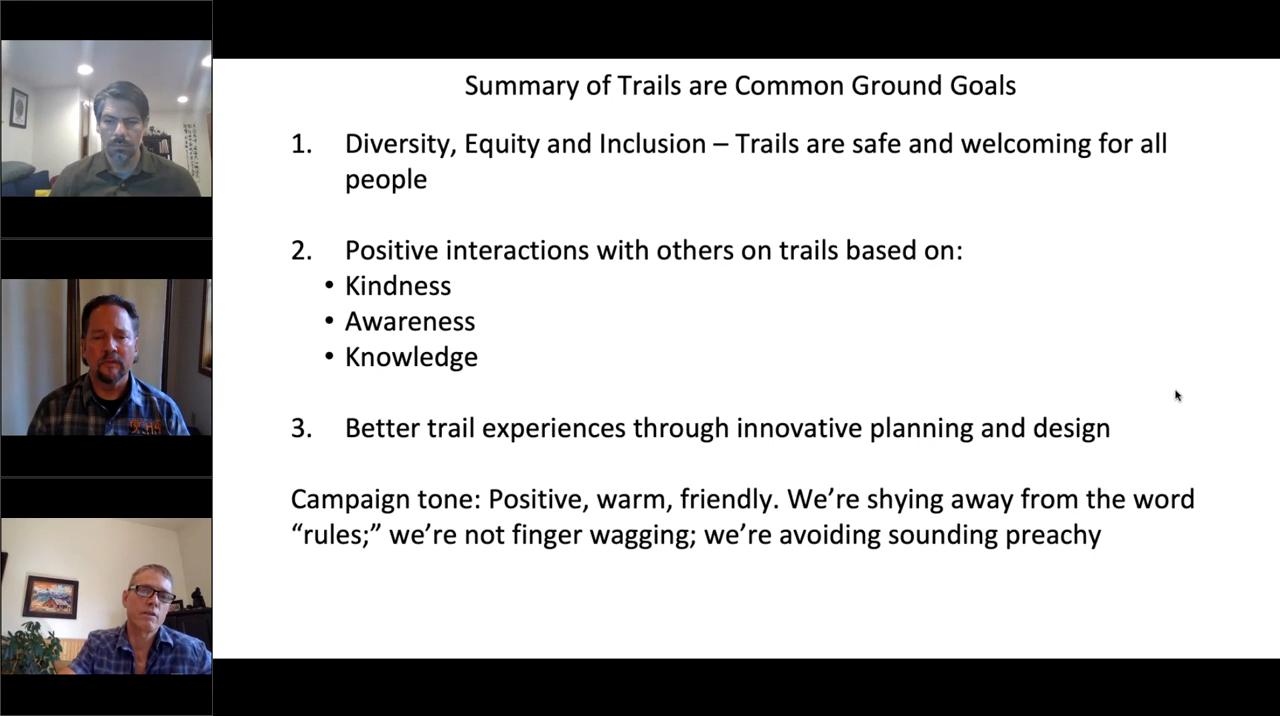 Summary of Trails are Common Ground Goals
1. Diversity, Equity and Inclusion – Trails are safe and welcoming for all
people
2. Positive interactions with others on trails based on:
• Kindness
• Awareness
• Knowledge
3. Better trail experiences through innovative planning and design
Campaign tone: Positive, warm, friendly. We’re shying away from the word
“rules;” we’re not finger wagging; we’re avoiding sounding preachy